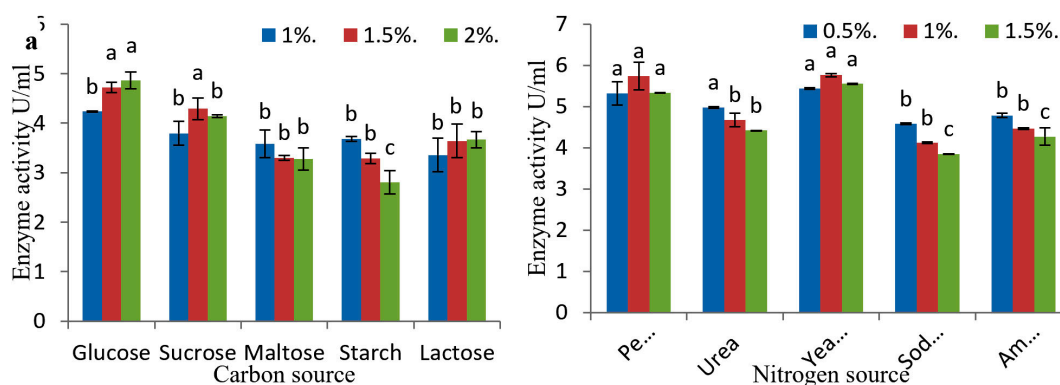 a
1%. 1.5%. 2%.
Enzyme activity U/ml
5
5
4
3
2
1
0
b a a
b a b
b b b
b b c
b b b
Glucose Sucrose Maltose Starch Lactose
Carbon source
0.5%. 1%. 1.5%.
Enzyme activity U/ml
7
6
5
4
3
2
1
0
a a a
a b b
a a a
b b c
b b c
Pe... Urea Yea... Sod... Am...
Nitrogen source